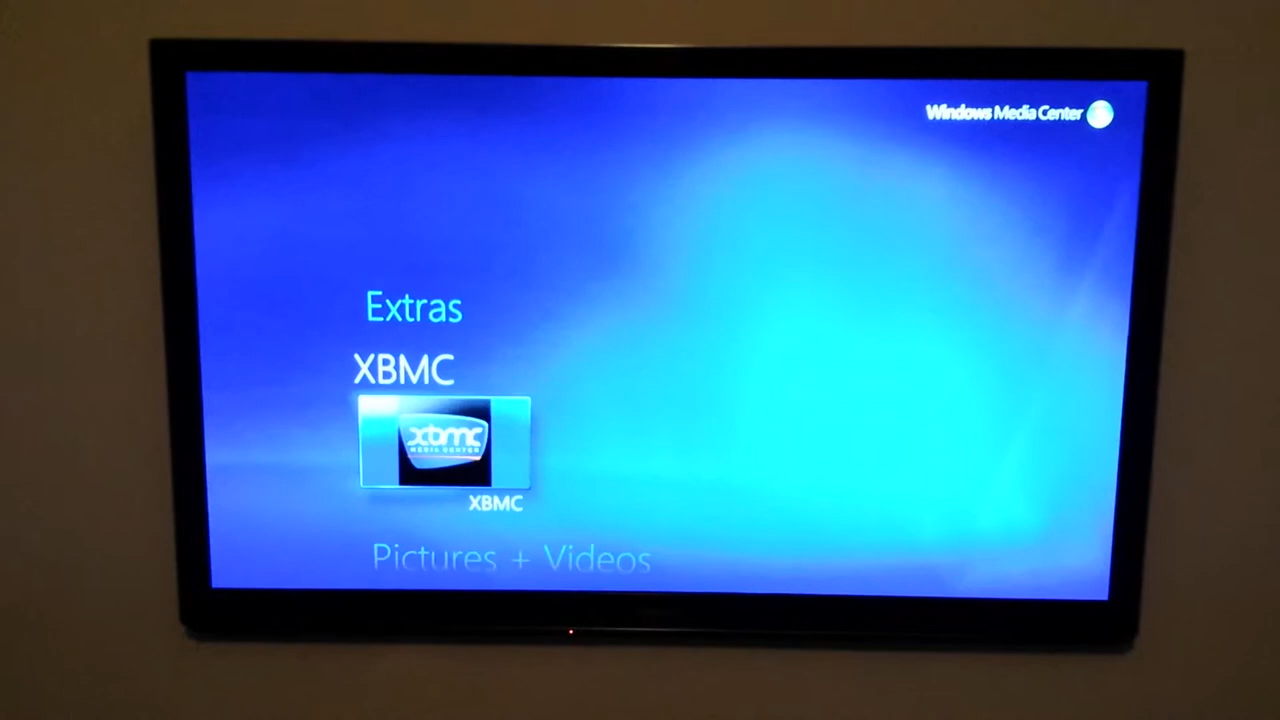 Windows Media Center
Extras
XBMC
xbmc
MEDIA CENTER
XBMC
Pictures + Videos